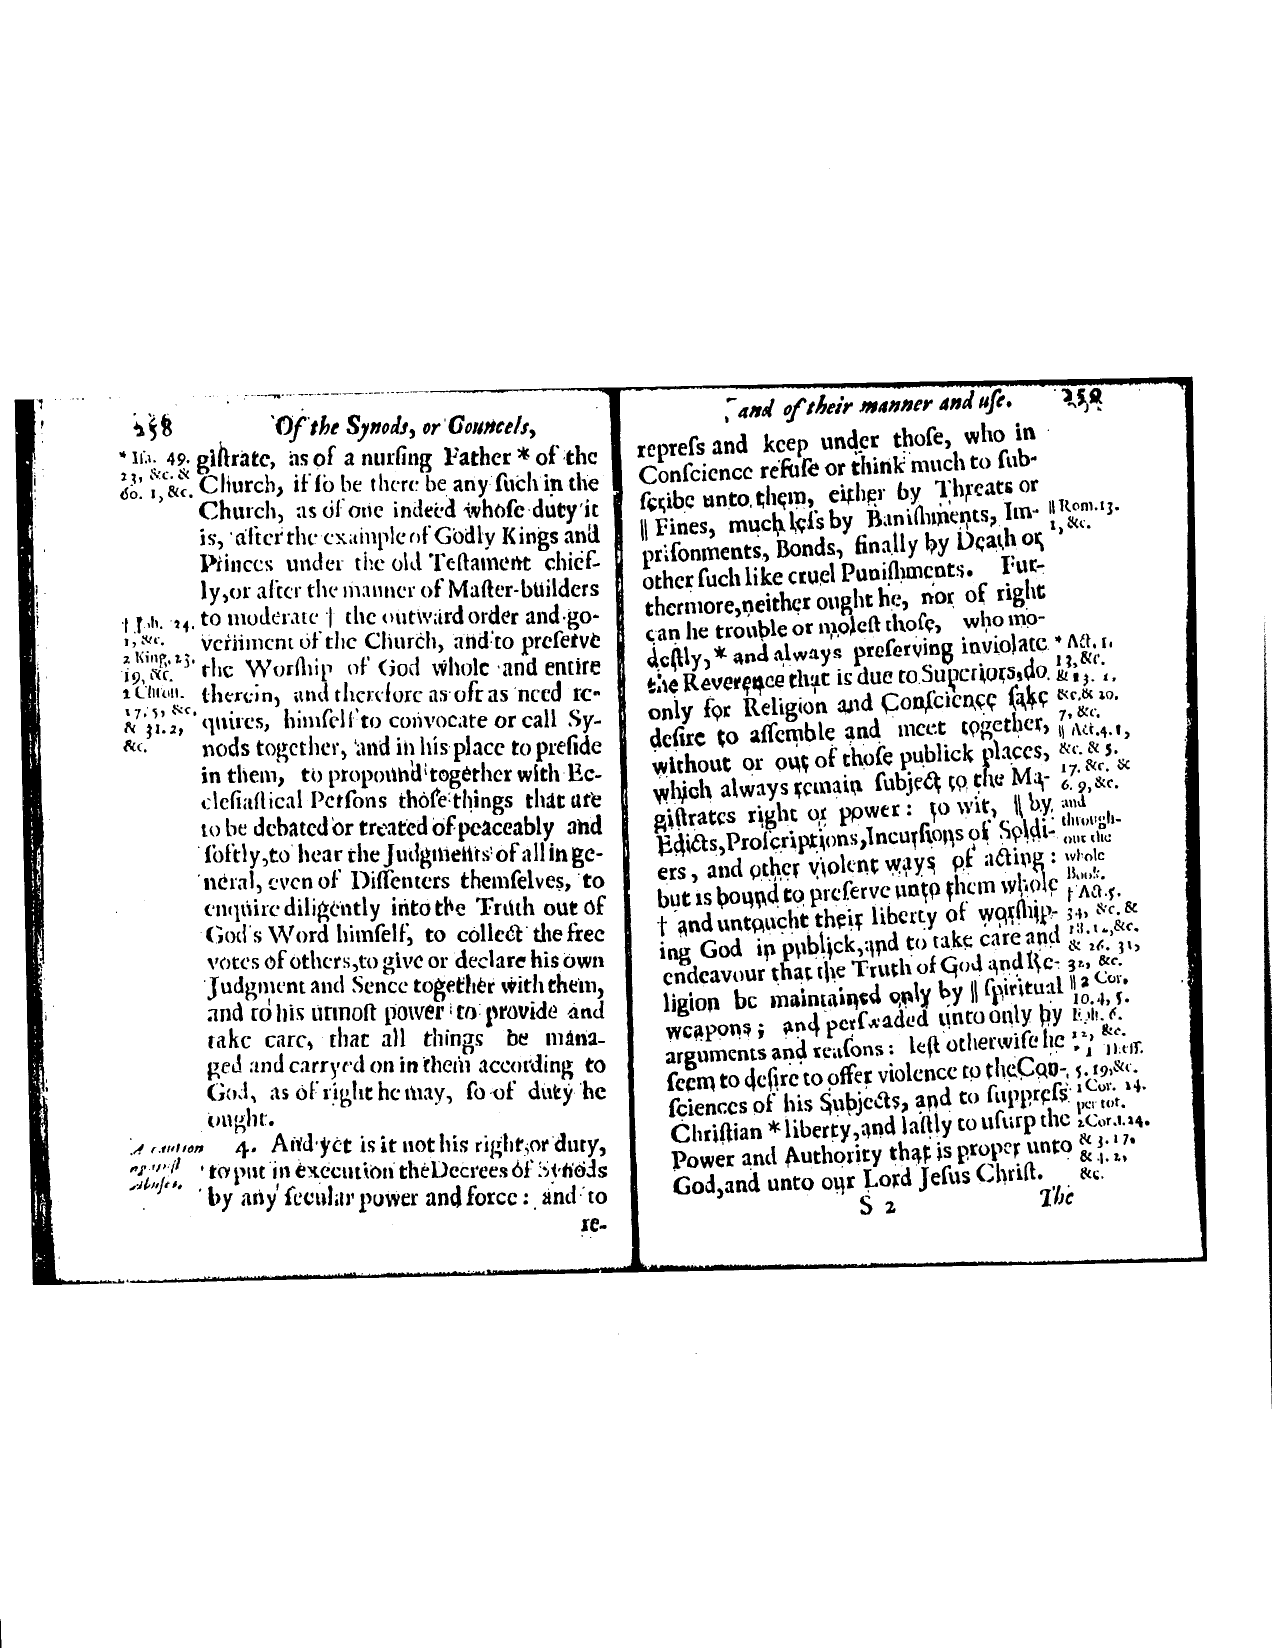 258 Of the Synods, or Councels,
* Isa. 49.
23, &c. &
60. 1, &c.
giſtrate, as of a nurſing Father * of the
Church, if ſo be there be any ſuch in the
Church, as of one indeed whoſe duty it
is, after the example of Godly Kings and
Princes under the old Teſtament chief-
ly, or after the manner of Maſter-builders
to moderate † the outward order and go-
vernment of the Church, and to preſerve
the Worſhip of God whole and entire
therein, and therefore as oft as need re-
quires, himſelf to convocate or call Sy-
nods together, and in his place to preſide
in them, to propound together with Ec-
cleſiaſtical Perſons thoſe things that are
to be debated or treated of peaceably and
ſoftly, to hear the Judgments of all in ge-
neral, even of Diſſenters themſelves, to
enquire diligently into the Truth out of
God's Word himſelf, to collect the free
votes of others, to give or declare his own
Judgment and Sence together with them,
and to his utmoſt power to provide and
take care, that all things be mana-
ged and carryed on in them according to
God, as of right he may, ſo of duty he
ought.
† Joſh. 24.
1, &c.
2 King. 23.
19, &c.
2 Chron.
17. 5, &c.
& 31. 2,
&c.
A caution
againſt
abuſes.
4. And yet is it not his right, or duty,
to put in execution the Decrees of Synods
by any ſecular power and force: and to
re-
and of their manner and uſe. 259
repreſs and keep under thoſe, who in
Conſcience refuſe or think much to ſub-
ſcribe unto them, either by Threats or
‖ Fines, much leſs by Baniſhments, Im-
priſonments, Bonds, finally by Death or
other ſuch like cruel Puniſhments. Fur-
thermore, neither ought he, nor of right
can he trouble or moleſt thoſe, who mo-
deſtly, * and always preſerving inviolate
the Reverence that is due to Superiors, do
only for Religion and Conſcience ſake
deſire to aſſemble and meet together,
without or out of thoſe publick places,
which always remain ſubject to the Ma-
giſtrates right or power: to wit, ‖ by
Edicts, Proſcriptions, Incurſions of Soldi-
ers, and other violent ways of acting:
but is bound to preſerve unto them whole
† and untoucht their liberty of worſhip-
ing God in publick, and to take care and
endeavour that the Truth of God and Re-
ligion be maintained only by ‖ ſpiritual
weapons; and perſwaded unto only by
arguments and reaſons: leſt otherwiſe he
ſeem to deſire to offer violence to the Con-
ſciences of his Subjects, and to ſuppreſs
Chriſtian * liberty, and laſtly to uſurp the
Power and Authority that is proper unto
God, and unto our Lord Jeſus Chriſt.
‖ Rom. 13.
1, &c.
* Act. 1.
13, &c.
& 13. 1,
&c. & 20.
7, &c.
‖ Act. 4. 1,
&c. & 5.
17. &c. &
6. 9, &c.
and
through-
out the
whole
Book.
† Act. 5.
34, &c. &
&c.
& 26. 31,
32, &c.
‖ 2 Cor.
10. 4, 5.
Eph. 6.
12, &c.
Theſſ.
5. 19, &c.
1 Cor. 14.
per tot.
2 Cor. 1. 24.
& 3. 17.
& 4. 2,
&c.
S 2 The